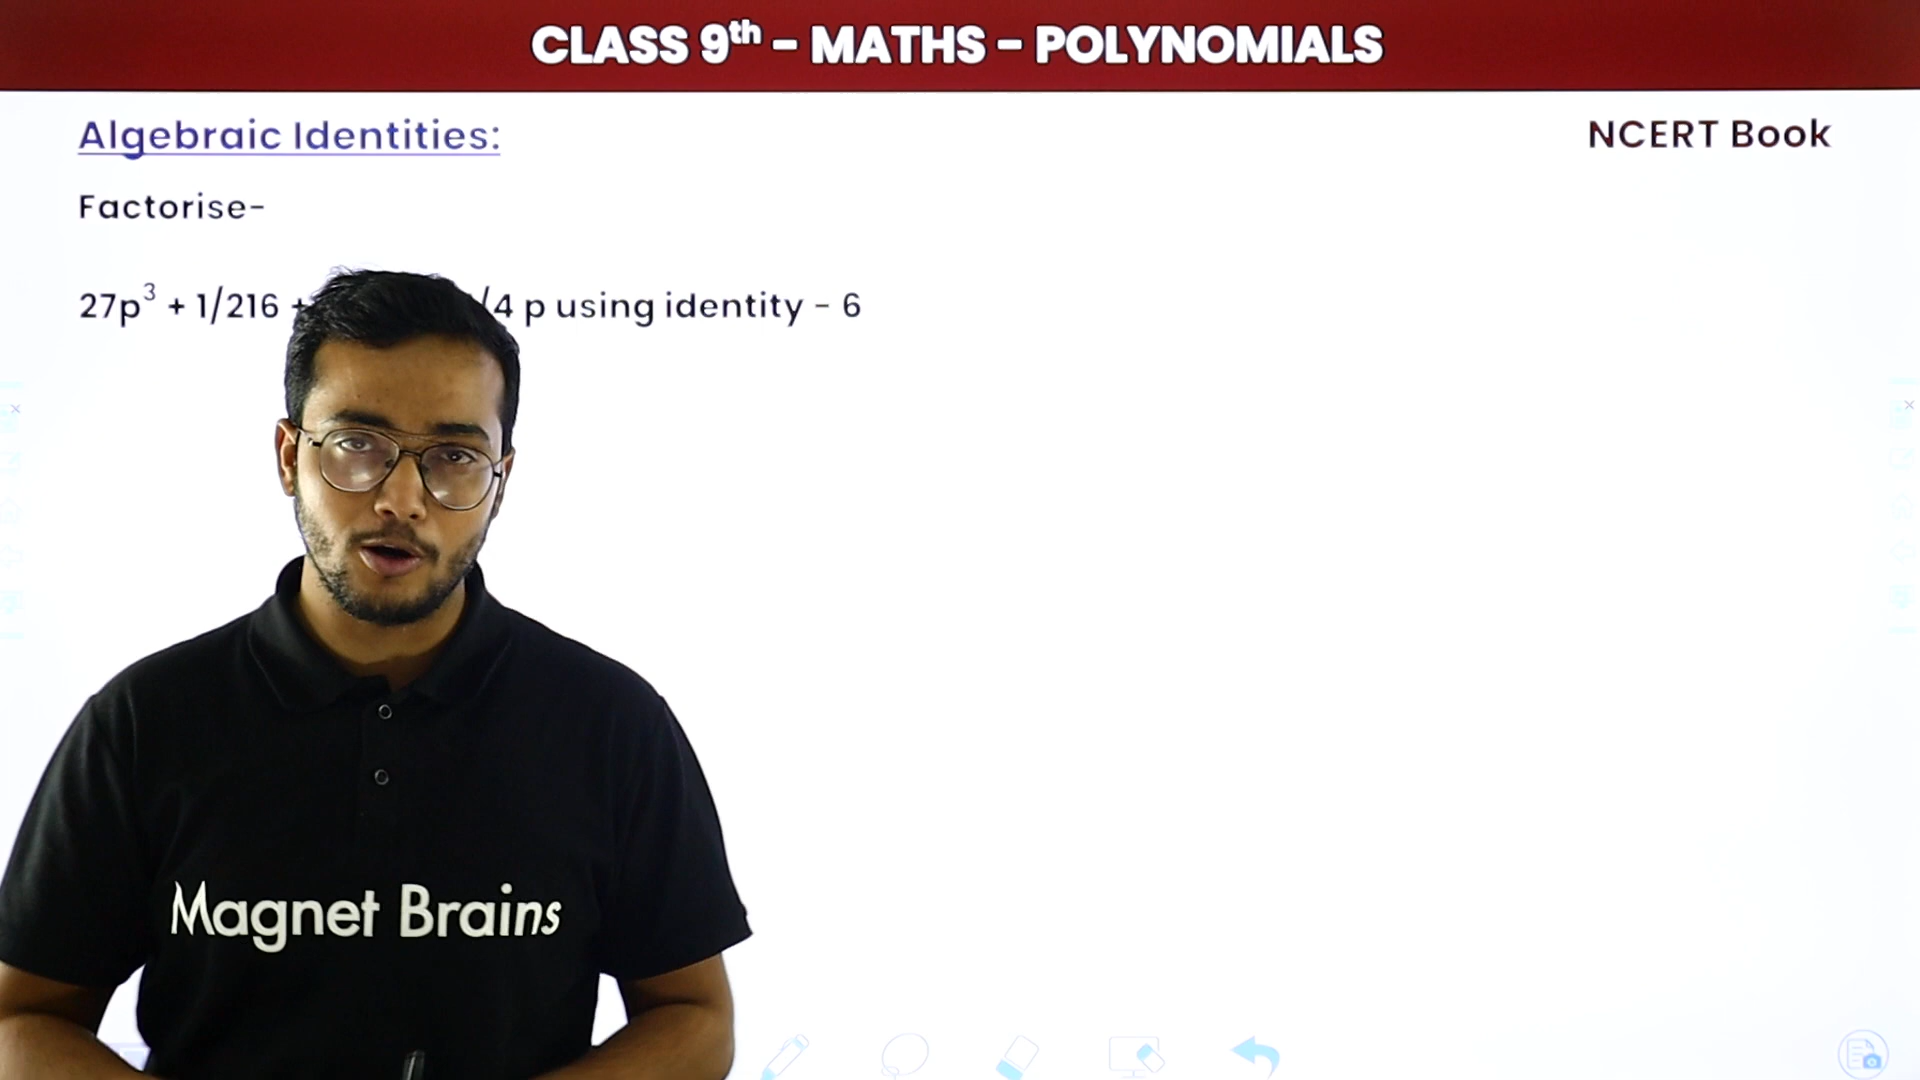 CLASS 9th - MATHS - POLYNOMIALS
Algebraic Identities:
NCERT Book
Factorise-
27p³ + 1/216 + /4 p using identity - 6
Magnet Brains